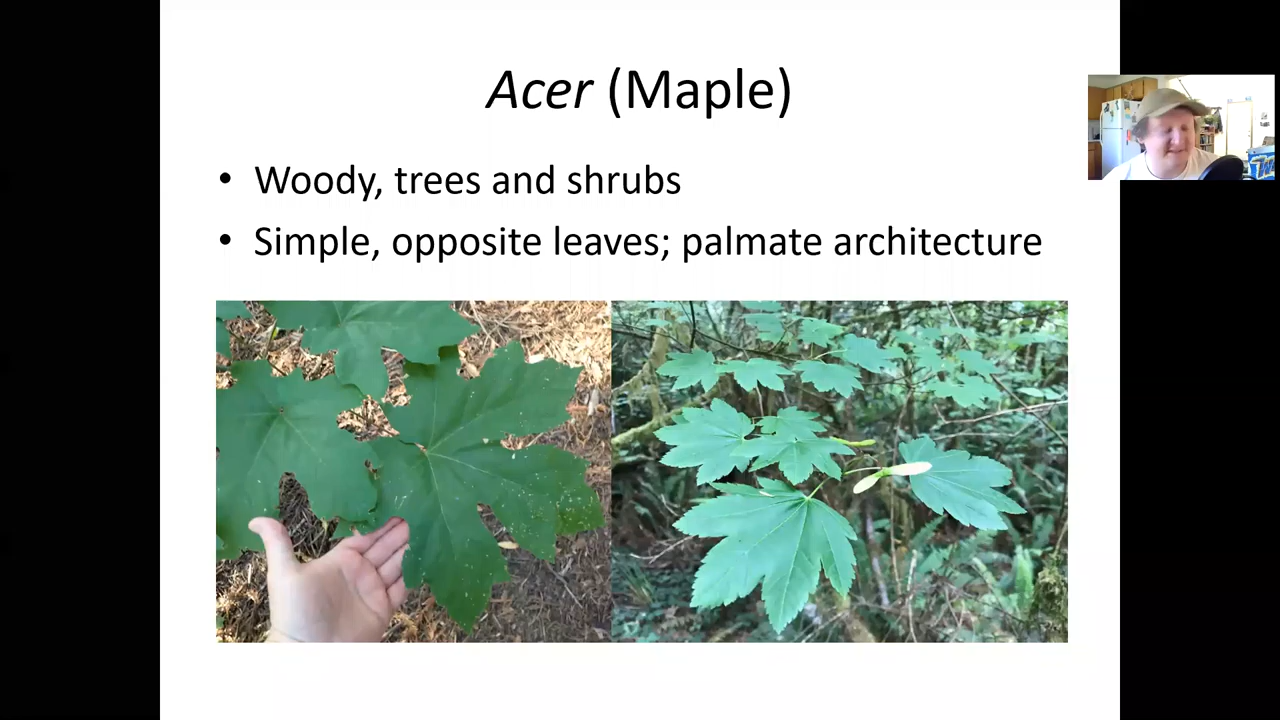 Acer (Maple)
• Woody, trees and shrubs
• Simple, opposite leaves; palmate architecture